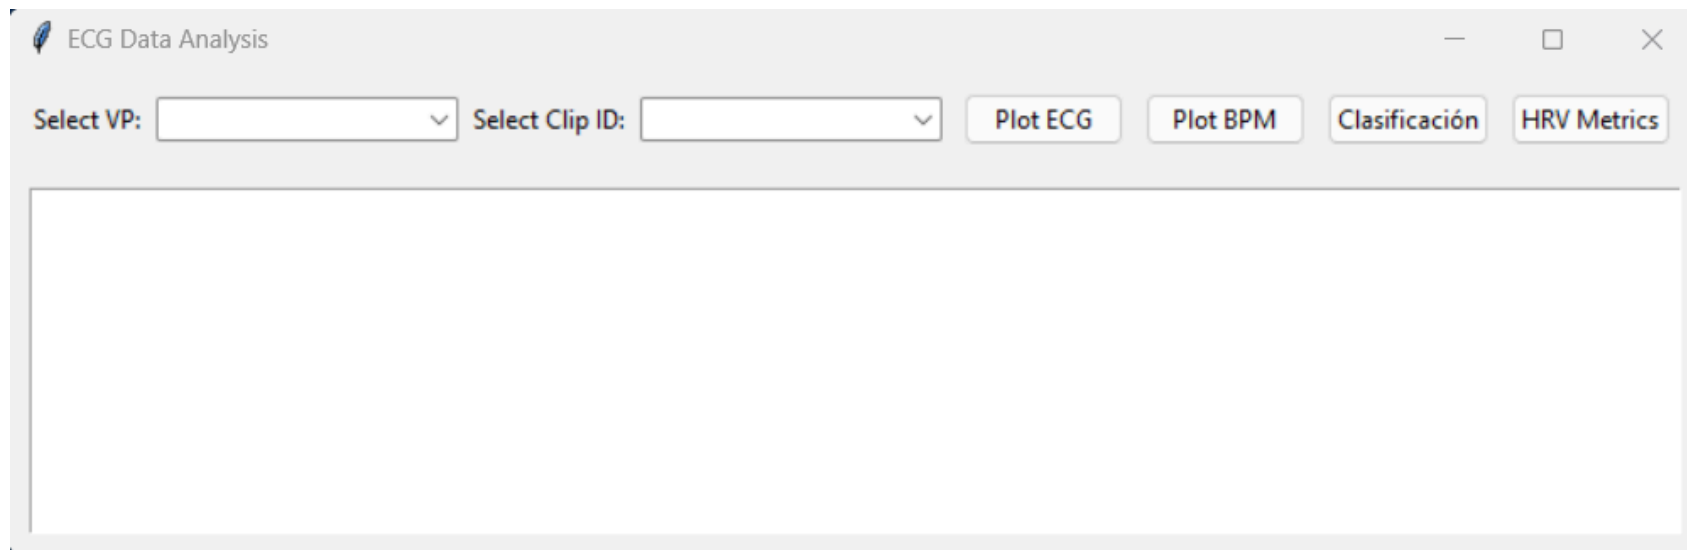 ECG Data Analysis
Select VP: Select Clip ID: Plot ECG Plot BPM Clasificación HRV Metrics